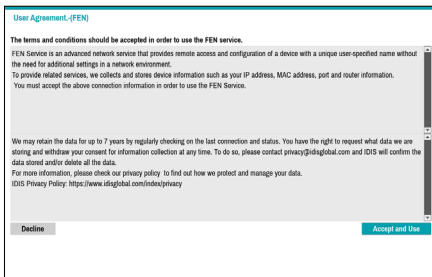 User Agreement.-(FEN)
The terms and conditions should be accepted in order to use the FEN service.
FEN Service is an advanced network service that provides remote access and configuration of a device with a unique user-specified name without
the need for additional settings in a network environment.
To provide related services, we collects and stores device information such as your IP address, MAC address, port and router information.
You must accept the above connection information in order to use the FEN Service.
We may retain the data for up to 7 years by regularly checking on the last connection and status. You have the right to request what data we are
storing and withdraw your consent for information collection at any time. To do so, please contact privacy@idisglobal.com and IDIS will confirm the
data stored and/or delete all the data.
For more information, please check our privacy policy to find out how we protect and manage your data.
IDIS Privacy Policy: https://www.idisglobal.com/index/privacy
Decline
Accept and Use